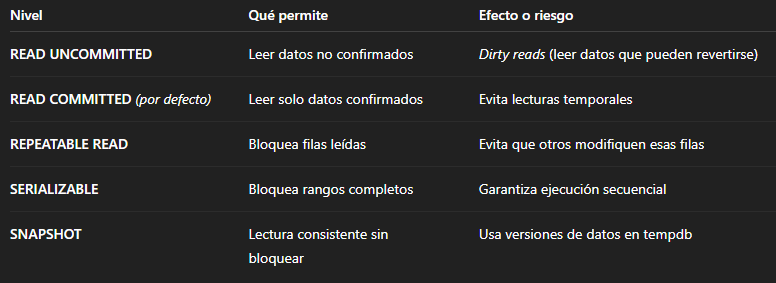 Nivel Qué permite Efecto o riesgo
READ UNCOMMITTED Leer datos no confirmados Dirty reads (leer datos que pueden revertirse)
READ COMMITTED (por defecto) Leer solo datos confirmados Evita lecturas temporales
REPEATABLE READ Bloquea filas leídas Evita que otros modifiquen esas filas
SERIALIZABLE Bloquea rangos completos Garantiza ejecución secuencial
SNAPSHOT Lectura consistente sin Usa versiones de datos en tempdb
bloquear